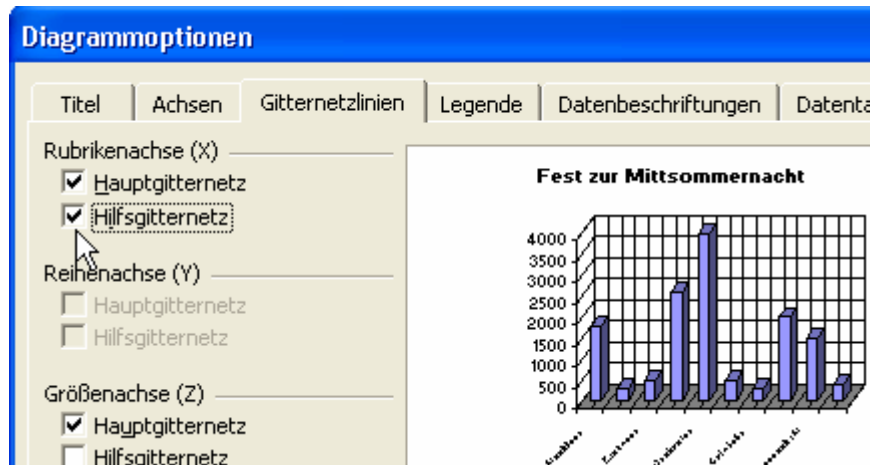 Diagrammoptionen
Titel Achsen Gitternetzlinien Legende Datenbeschriftungen Datenta
Rubrikenachse (X)
Hauptgitternetz
Hilfsgitternetz
Reihenachse (Y)
Hauptgitternetz
Hilfsgitternetz
Größenachse (Z)
Hauptgitternetz
Hilfsgitternetz
Fest zur Mittsommernacht
4000
3500
3000
2500
2000
1500
1000
500
0